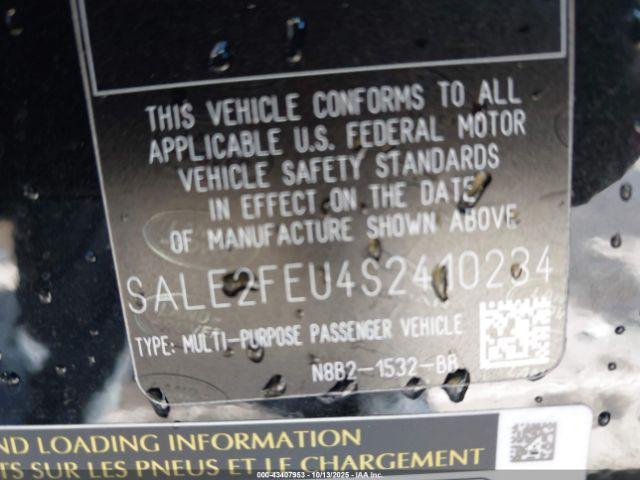 THIS VEHICLE CONFORMS TO ALL
APPLICABLE U.S. FEDERAL MOTOR
VEHICLE SAFETY STANDARDS
IN EFFECT ON THE DATE
OF MANUFACTURE SHOWN ABOVE
SALE2FEU4S2410284
TYPE: MULTI-PURPOSE PASSENGER VEHICLE
N8B2-1532-BB
ND LOADING INFORMATION
TS SUR LES PNEUS ET LE CHARGEMENT
000-43407953 - 10/13/2025 - IAA Inc.